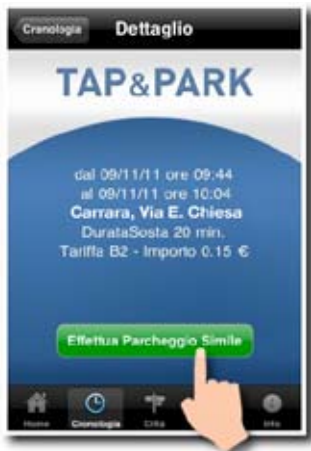 Cronologia Dettaglio
TAP&PARK
dal 09/11/11 ore 09:44
al 09/11/11 ore 10:04
Carrara, Via E. Chiesa
DurataSosta 20 min.
Tariffa B2 - Importo 0.15 €
Effettua Parcheggio Simile
Home Cronologia Città Info